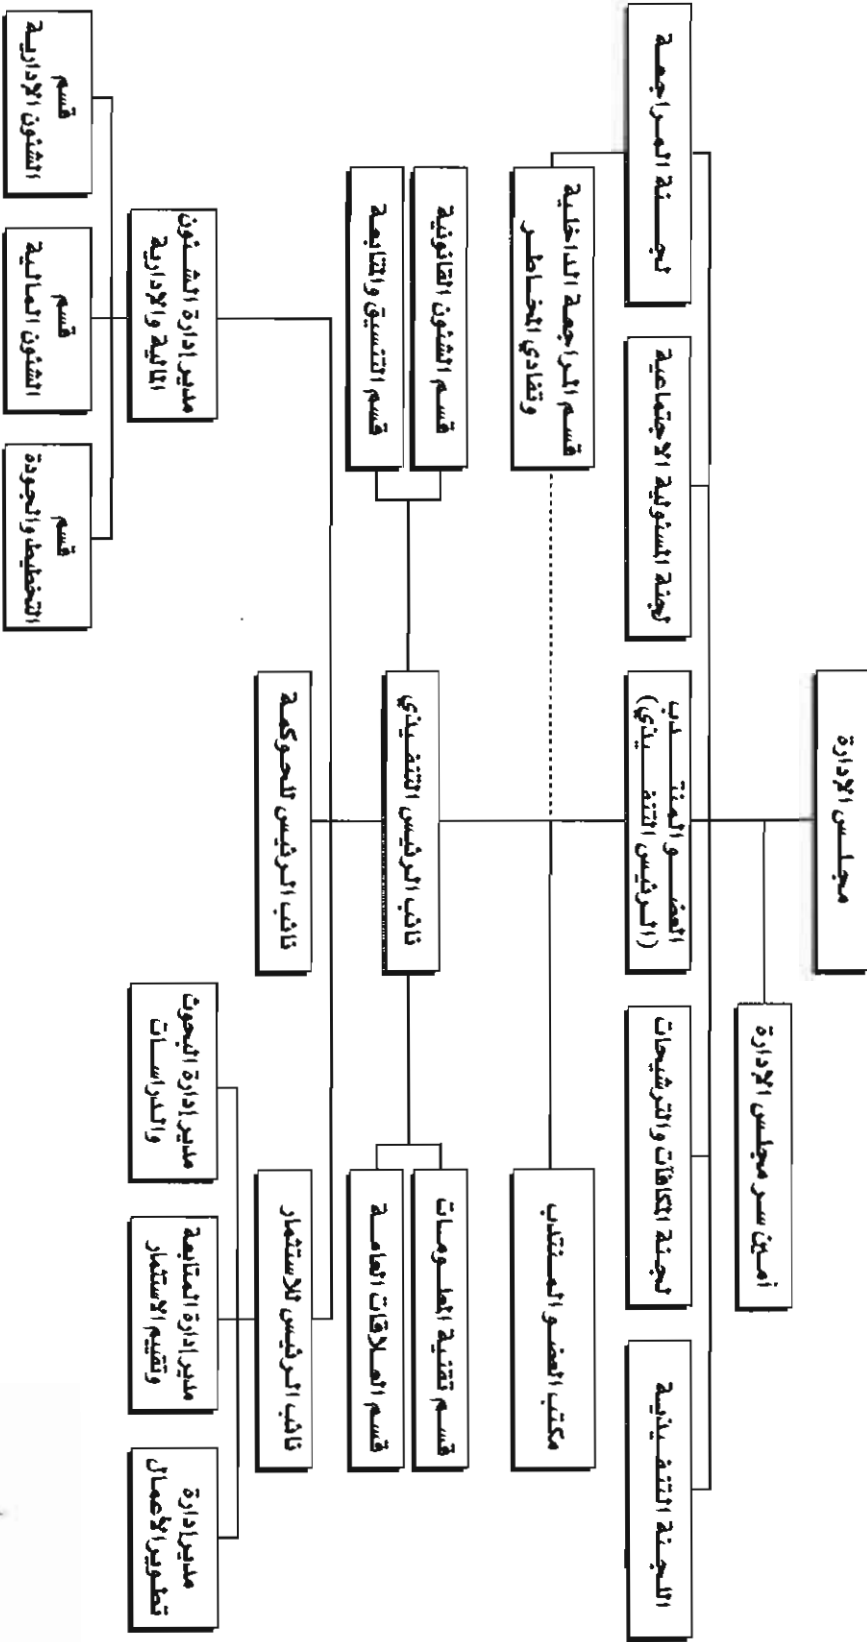 مجلس الإدارة
أمين سر مجلس الإدارة
اللجنة التنفيذية
لجنة المكافآت والترشيحات
العضو المنتدب
(الرئيس التنفيذي)
لجنة المسئولية الاجتماعية
لجنة المراجعة
مكتب العضو المنتدب
قسم المراجعة الداخلية
وتفادي المخاطر
قسم تقنية المعلومات
قسم العلاقات العامة
نائب الرئيس التنفيذي
قسم الشئون القانونية
قسم التنسيق والمتابعة
نائب الرئيس للاستثمار
نائب الرئيس للحوكمة
مدير إدارة
تطوير الأعمال
مدير إدارة المتابعة
وتقييم الاستثمار
مدير إدارة البحوث
والدراسات
مدير إدارة الشئون
المالية والإدارية
قسم
التخطيط والجودة
قسم
الشئون المالية
قسم
الشئون الإدارية